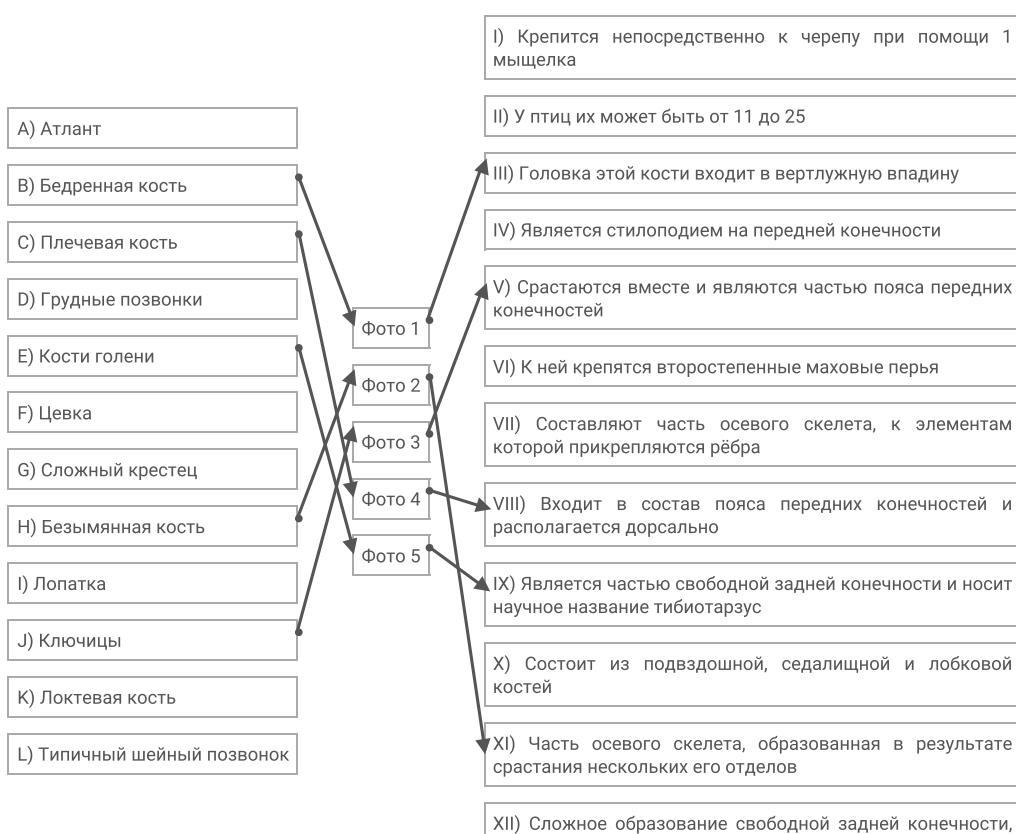 A) Атлант
B) Бедренная кость
C) Плечевая кость
D) Грудные позвонки
E) Кости голени
F) Цевка
G) Сложный крестец
H) Безымянная кость
I) Лопатка
J) Ключицы
K) Локтевая кость
L) Типичный шейный позвонок
Фото 1
Фото 2
Фото 3
Фото 4
Фото 5
I) Крепится непосредственно к черепу при помощи 1
мыщелка
II) У птиц их может быть от 11 до 25
III) Головка этой кости входит в вертлужную впадину
IV) Является стилоподием на передней конечности
V) Срастаются вместе и являются частью пояса передних
конечностей
VI) К ней крепятся второстепенные маховые перья
VII) Составляют часть осевого скелета, к элементам
которой прикрепляются рёбра
VIII) Входит в состав пояса передних конечностей и
располагается дорсально
IX) Является частью свободной задней конечности и носит
научное название тибиотарзус
X) Состоит из подвздошной, седалищной и лобковой
костей
XI) Часть осевого скелета, образованная в результате
срастания нескольких его отделов
XII) Сложное образование свободной задней конечности,